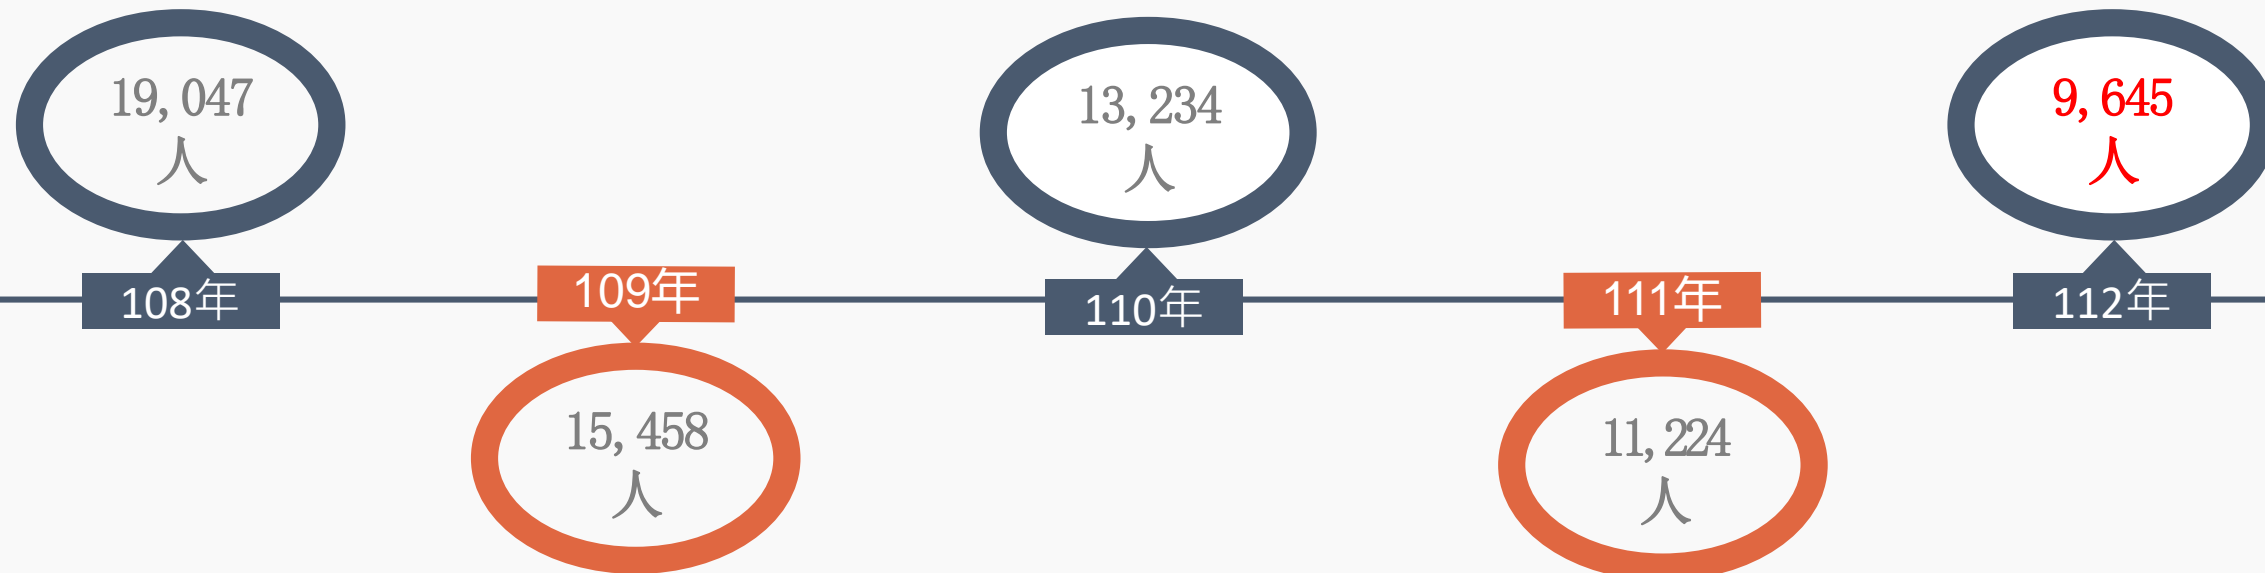 19,047
人
108年
109年
15,458
人
13,234
人
110年
111年
11,224
人
9,645
人
112年